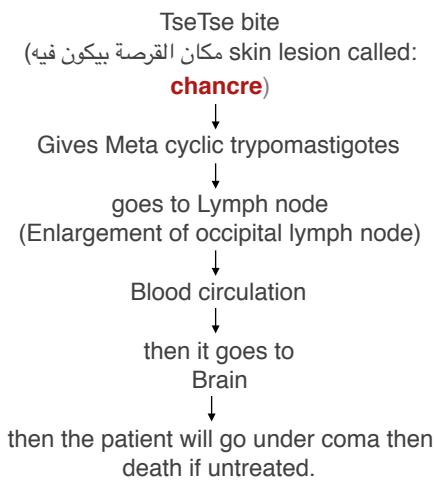 TseTse bite
(مكان القرصة بيكون فيه skin lesion called:
chancre)
Gives Meta cyclic trypomastigotes
goes to Lymph node
(Enlargement of occipital lymph node)
Blood circulation
then it goes to
Brain
then the patient will go under coma then
death if untreated.